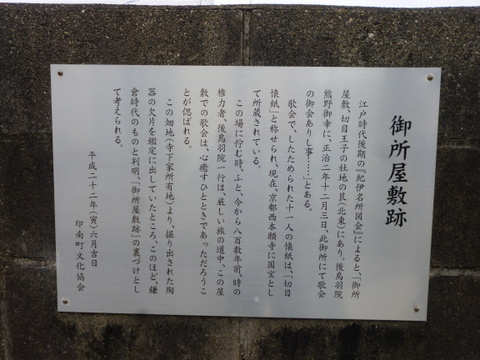 御所屋敷跡
江戸時代後期の『紀伊名所図会』によると、「御所
屋敷、切目王子の社地の艮(北東)にあり。後鳥羽院
熊野御幸に、正治二年十二月三日、此御所にて歌会
の御会ありし事……」とある。
歌会で、したためられた十一人の懐紙は、「切目
懐紙」と称せられ、現在、京都西本願寺に国宝とし
て所蔵されている。
この場に佇む時、ふと、今から八百数年前、時の
権力者、後鳥羽院一行は、厳しい旅の道中、この屋
敷での歌会は、心癒すひとときであっただろうこ
とが偲ばれる。
この畑地(寺下家所有地)より掘り出された陶
器の欠片を鑑定に出していたところ、このほど、鎌
倉時代のものと判明、「御所屋敷跡」の裏づけとし
て考えられる。
平成二十二年(寅)六月吉日
印南町文化協会